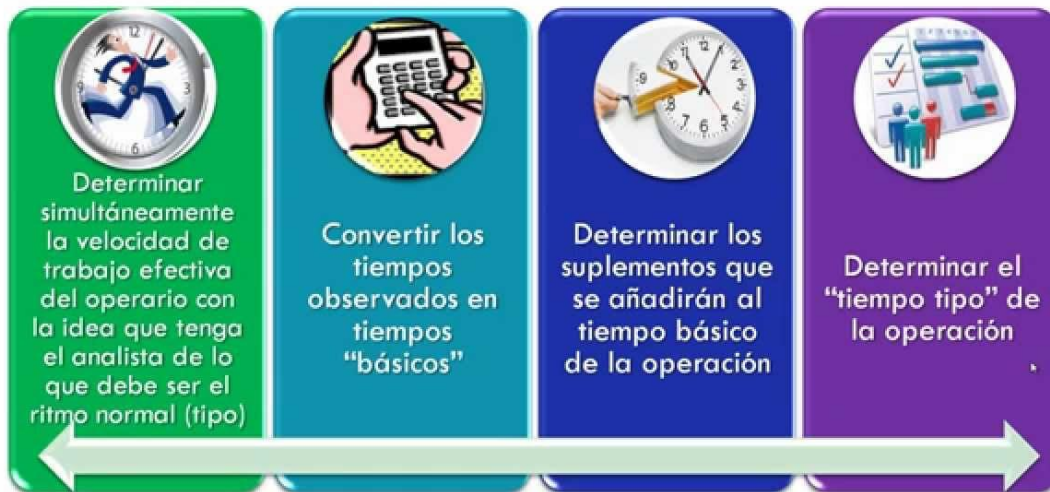 Determinar
simultáneamente
la velocidad de
trabajo efectiva
del operario con
la idea que tenga
el analista de lo
que debe ser el
ritmo normal (tipo)
Convertir los
tiempos
observados en
tiempos
“básicos”
Determinar los
suplementos que
se añadirán al
tiempo básico
de la operación
Determinar el
“tiempo tipo” de
la operación